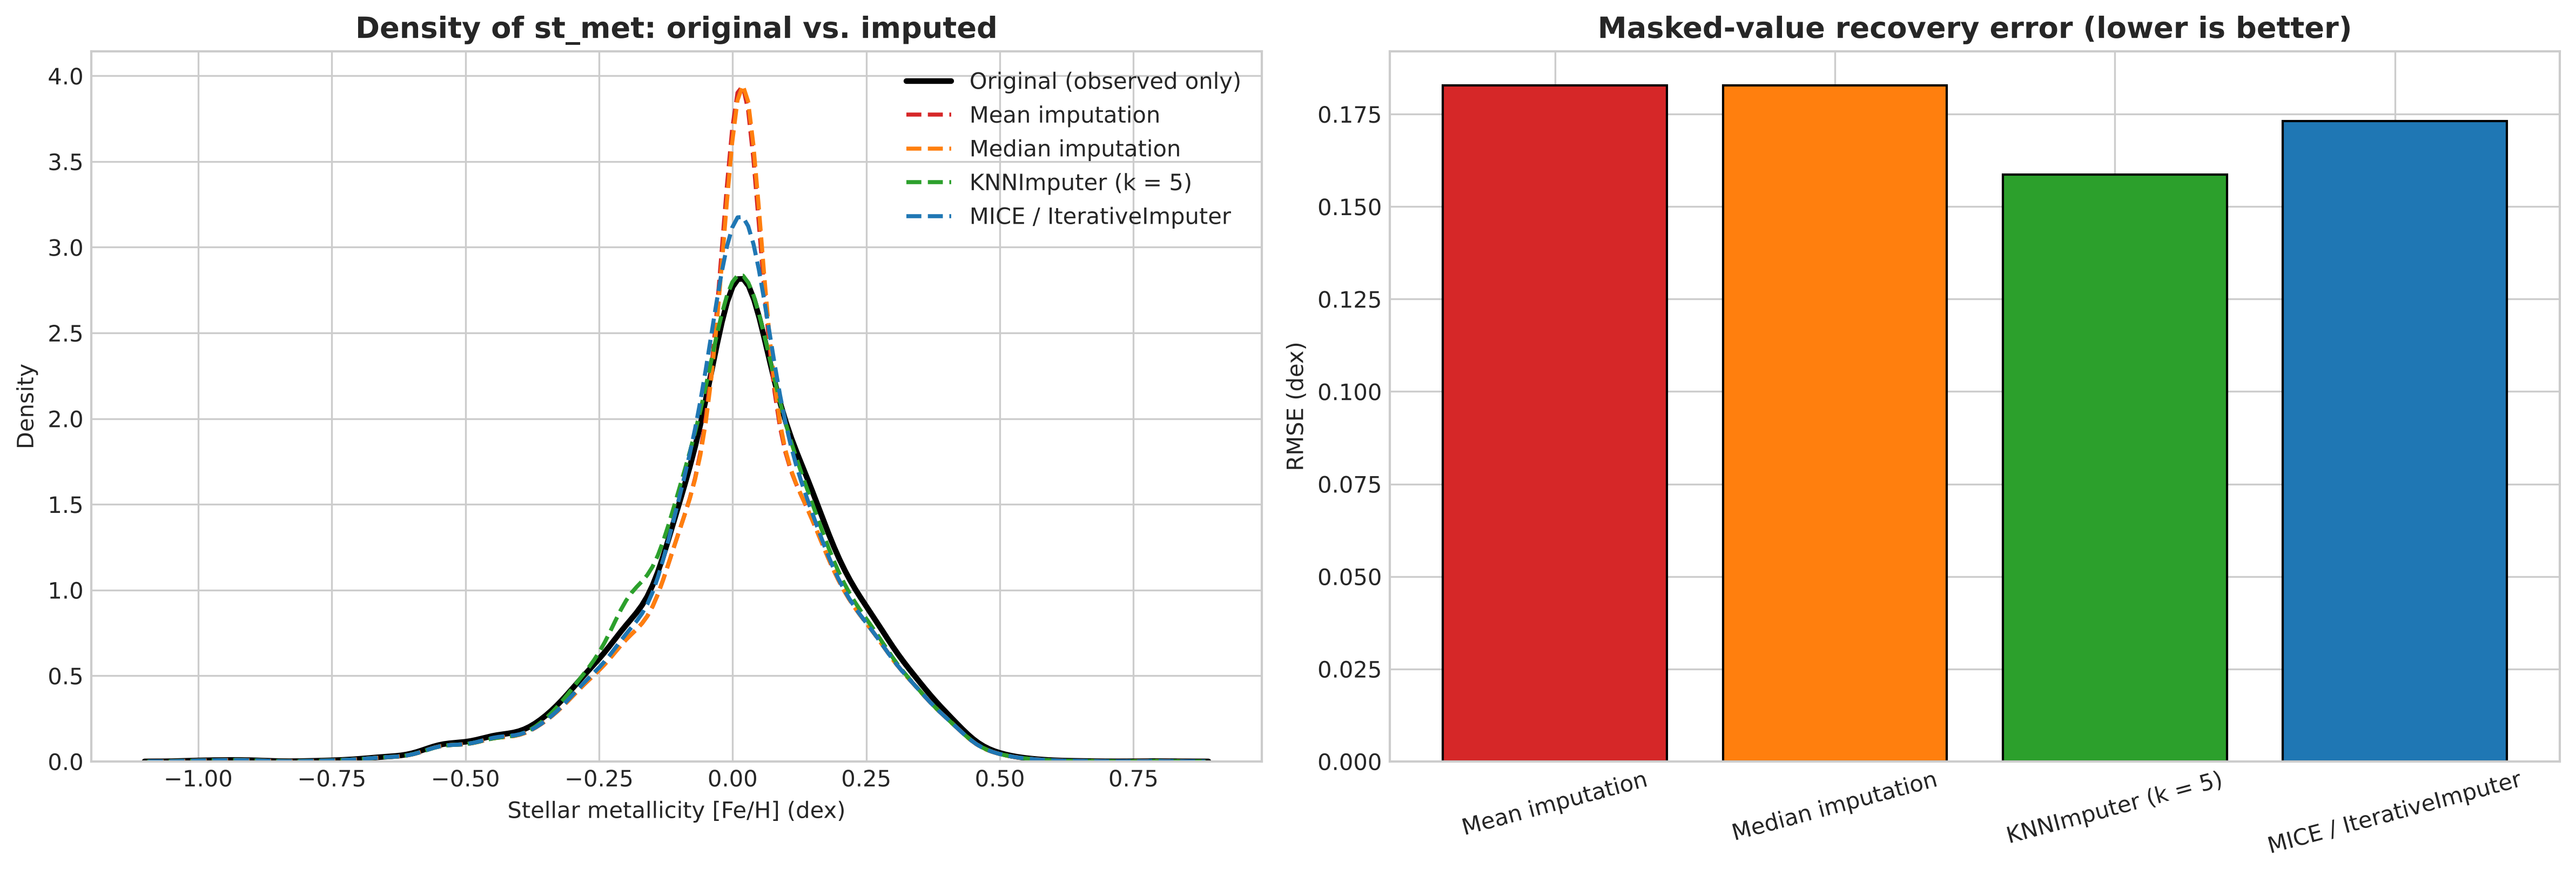 Density of st_met: original vs. imputed
4.0
3.5
3.0
2.5
2.0
1.5
1.0
0.5
0.0
Density
−1.00
−0.75
−0.50
−0.25
0.00
0.25
0.50
0.75
Stellar metallicity [Fe/H] (dex)
Original (observed only)
Mean imputation
Median imputation
KNNImputer (k = 5)
MICE / IterativeImputer
Masked-value recovery error (lower is better)
0.175
0.150
0.125
0.100
0.075
0.050
0.025
0.000
RMSE (dex)
Mean imputation
Median imputation
KNNImputer (k = 5)
MICE / IterativeImputer